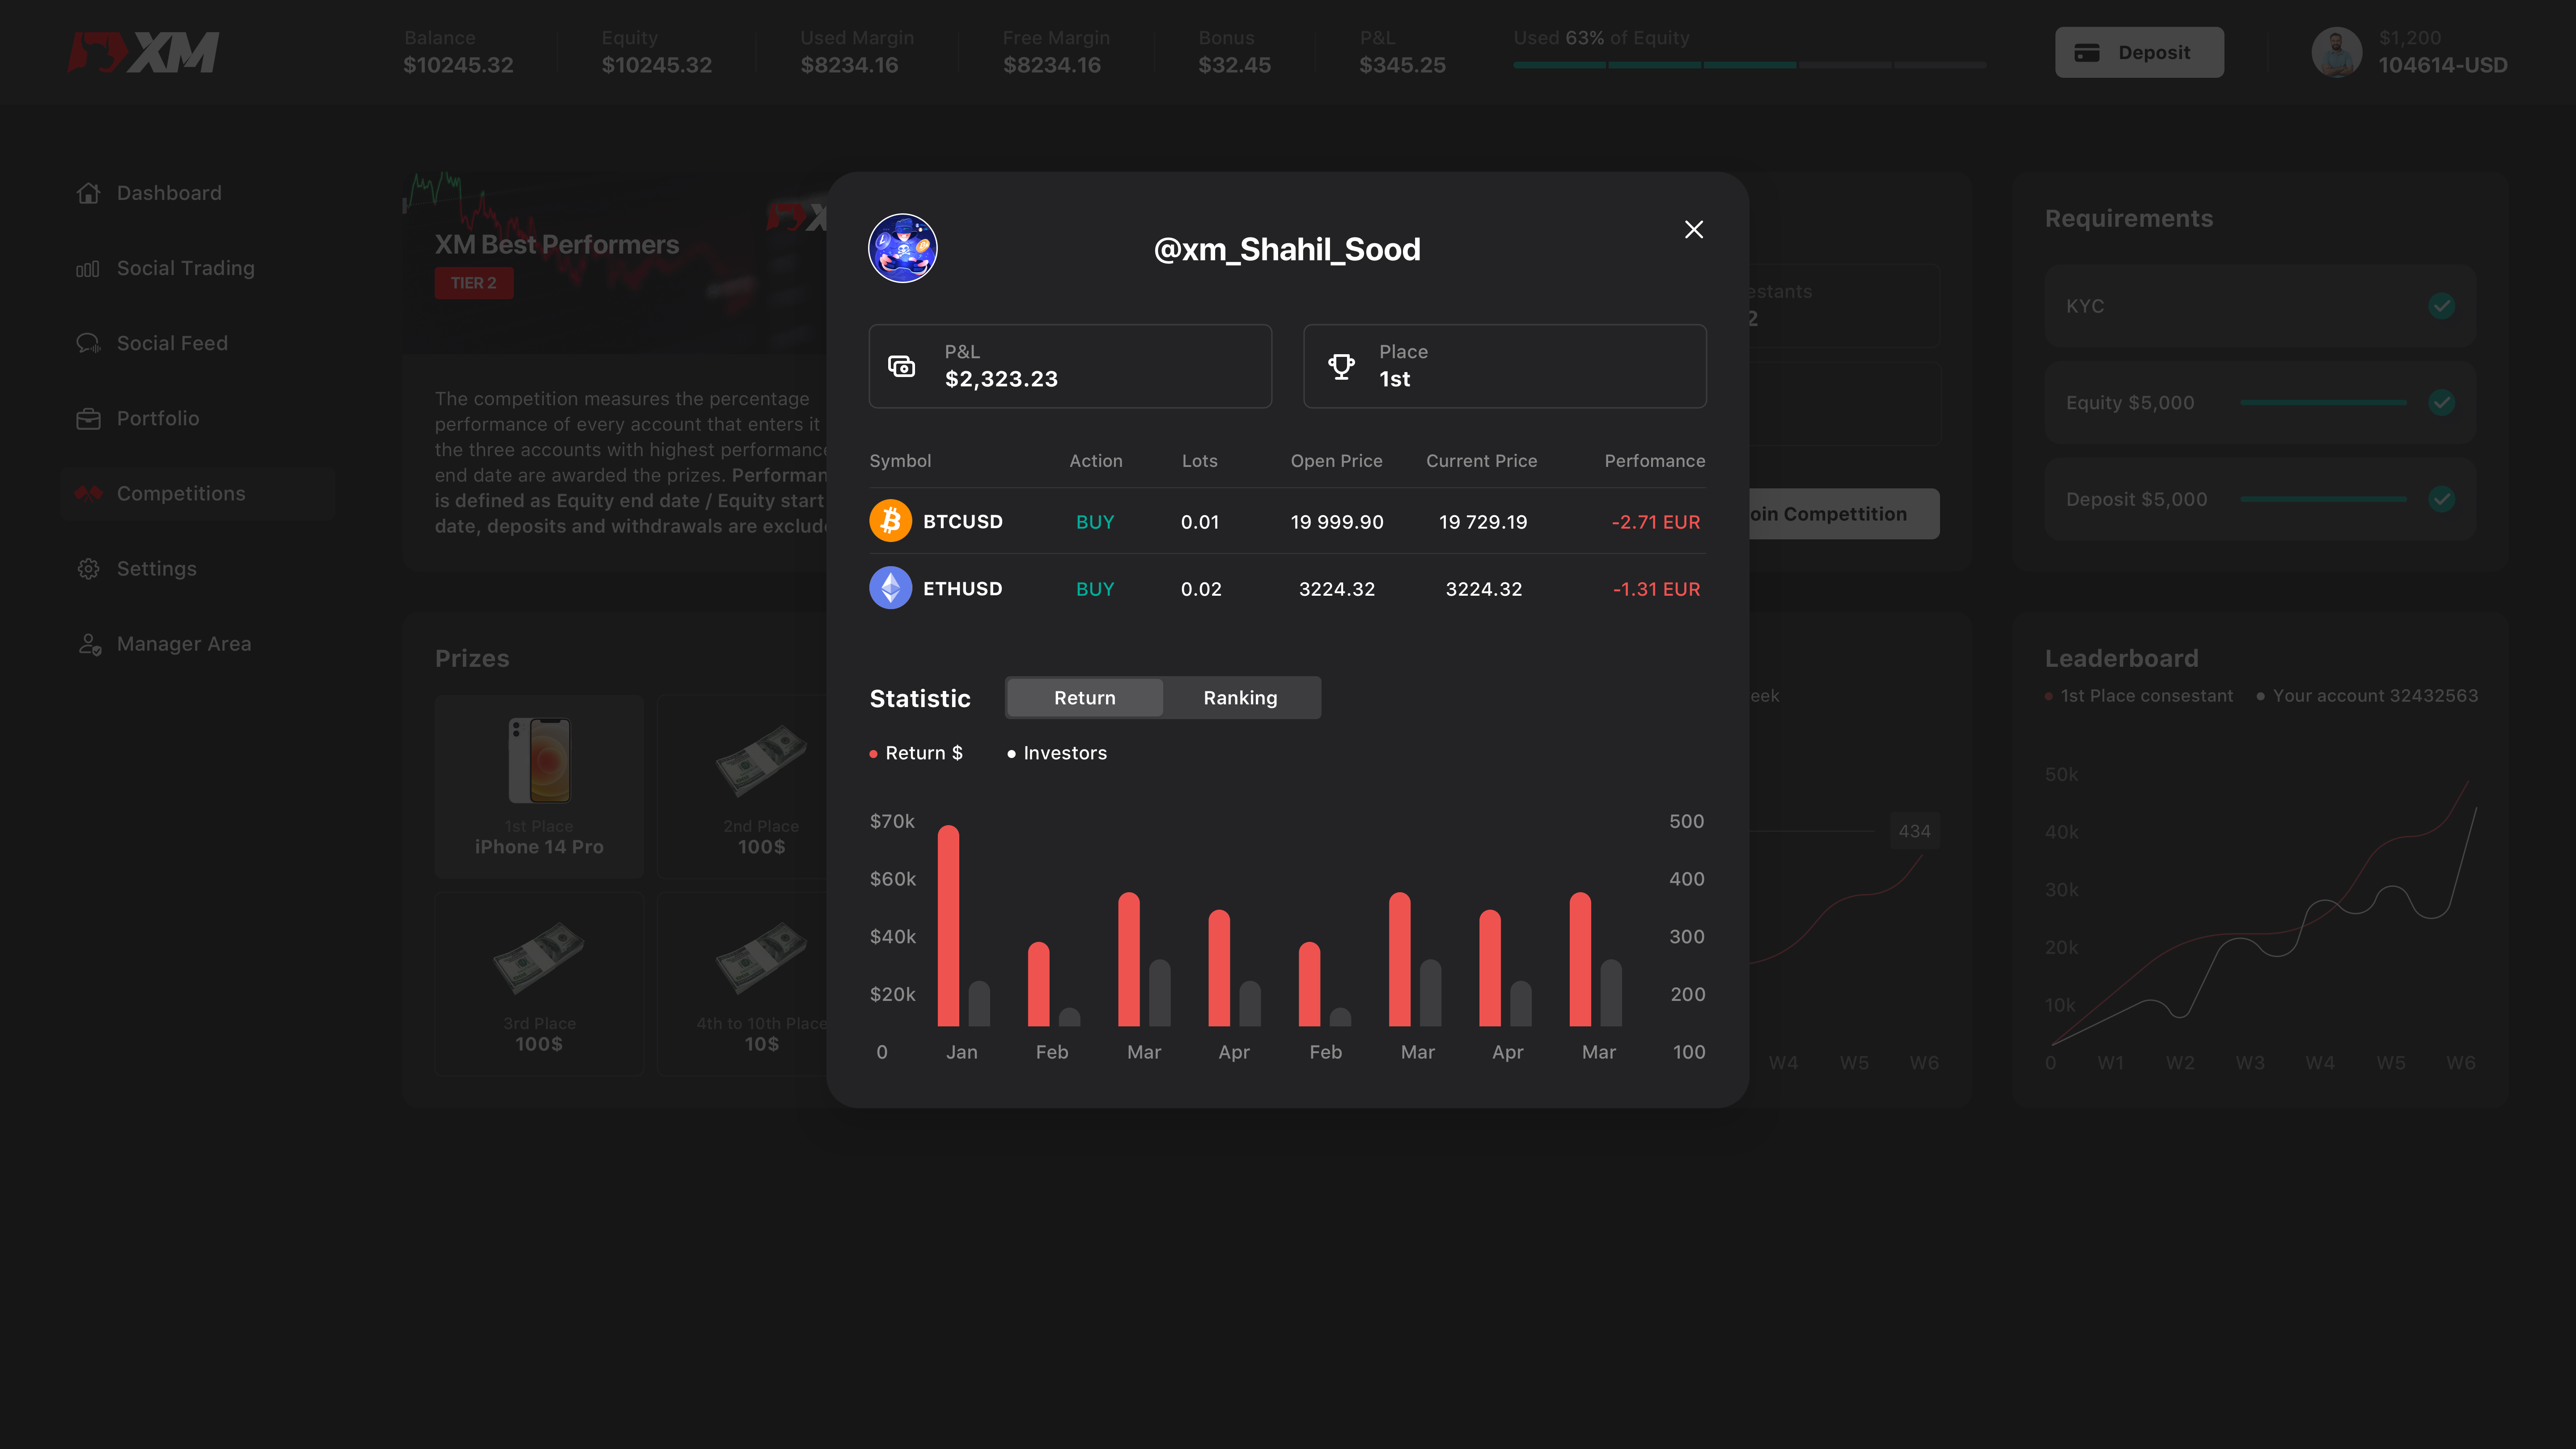 XM
Balance
$10245.32
Equity
$10245.32
Used Margin
$8234.16
Free Margin
$8234.16
Bonus
$32.45
P&L
$345.25
Used 63% of Equity
Deposit
$1,200
104614-USD
Dashboard
Social Trading
Social Feed
Portfolio
Competitions
Settings
Manager Area
XM Best Performers
TIER 2
The competition measures the percentage
performance of every account that enters it
the three accounts with highest performance
end date are awarded the prizes.
is defined as Equity end date / Equity start
date, deposits and withdrawals are
Prizes
1st Place
iPhone 14 Pro
2nd Place
100$
3rd Place
100$
4th to 10th Place
10$
@xm_Shahil_Sood
P&L
$2,323.23
Place
1st
Symbol Action Lots Open Price Current Price Perfomance
BTCUSD BUY 0.01 19 999.90 19 729.19 -2.71 EUR
ETHUSD BUY 0.02 3224.32 3224.32 -1.31 EUR
Statistic
Return
Ranking
Return $
Investors
$70k
$60k
$40k
$20k
0
500
400
300
200
100
Jan Feb Mar Apr Feb Mar Apr Mar
Compettition
434
W4 W5 W6
Requirements
KYC
Equity $5,000
Deposit $5,000
Leaderboard
1st Place consestant
Your account 32432563
50k
40k
30k
20k
10k
0 W1 W2 W3 W4 W5 W6